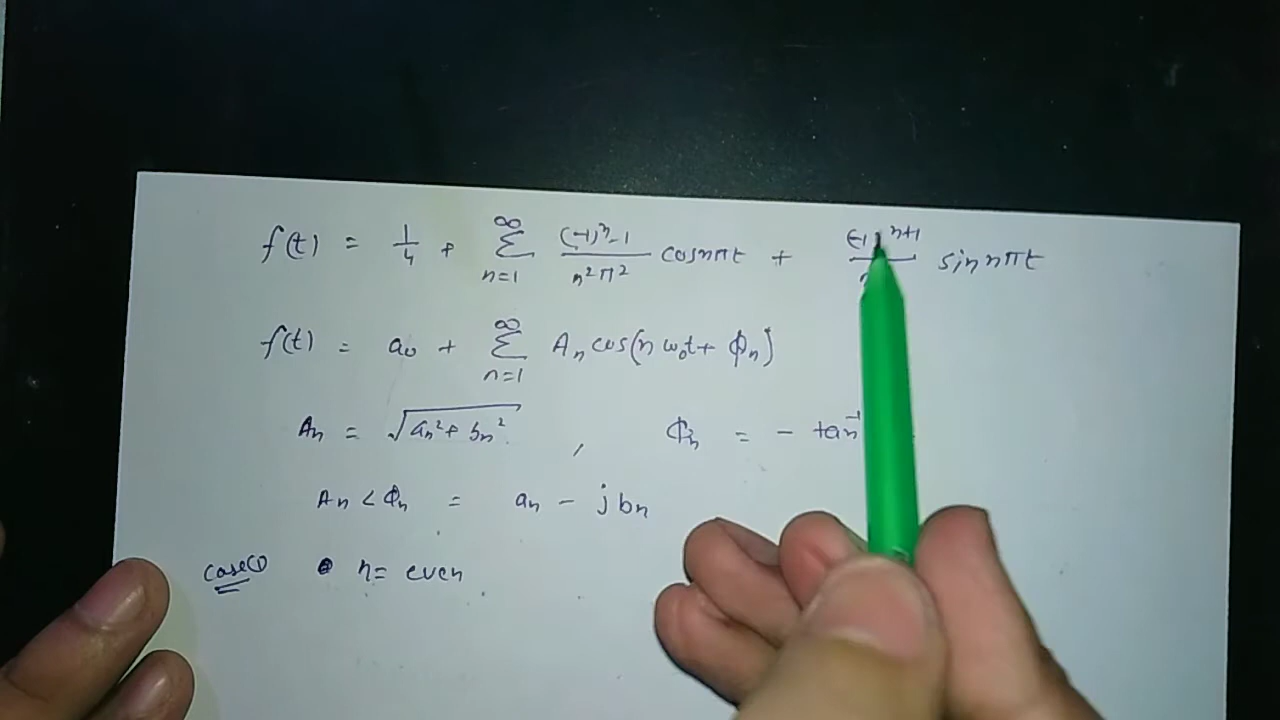 f(t) = 1/4 + ∞ Σ n=1 (-1)^n - 1 / n²π² cos nπt + (-1)^n+1 / sin nπt
f(t) = a₀ + ∞ Σ n=1 Aₙ cos(n ω₀t + Φₙ)
Aₙ = √(aₙ² + bₙ²) , Φₙ = - tan⁻¹
Aₙ < Φₙ = aₙ - j bₙ
case① n = even